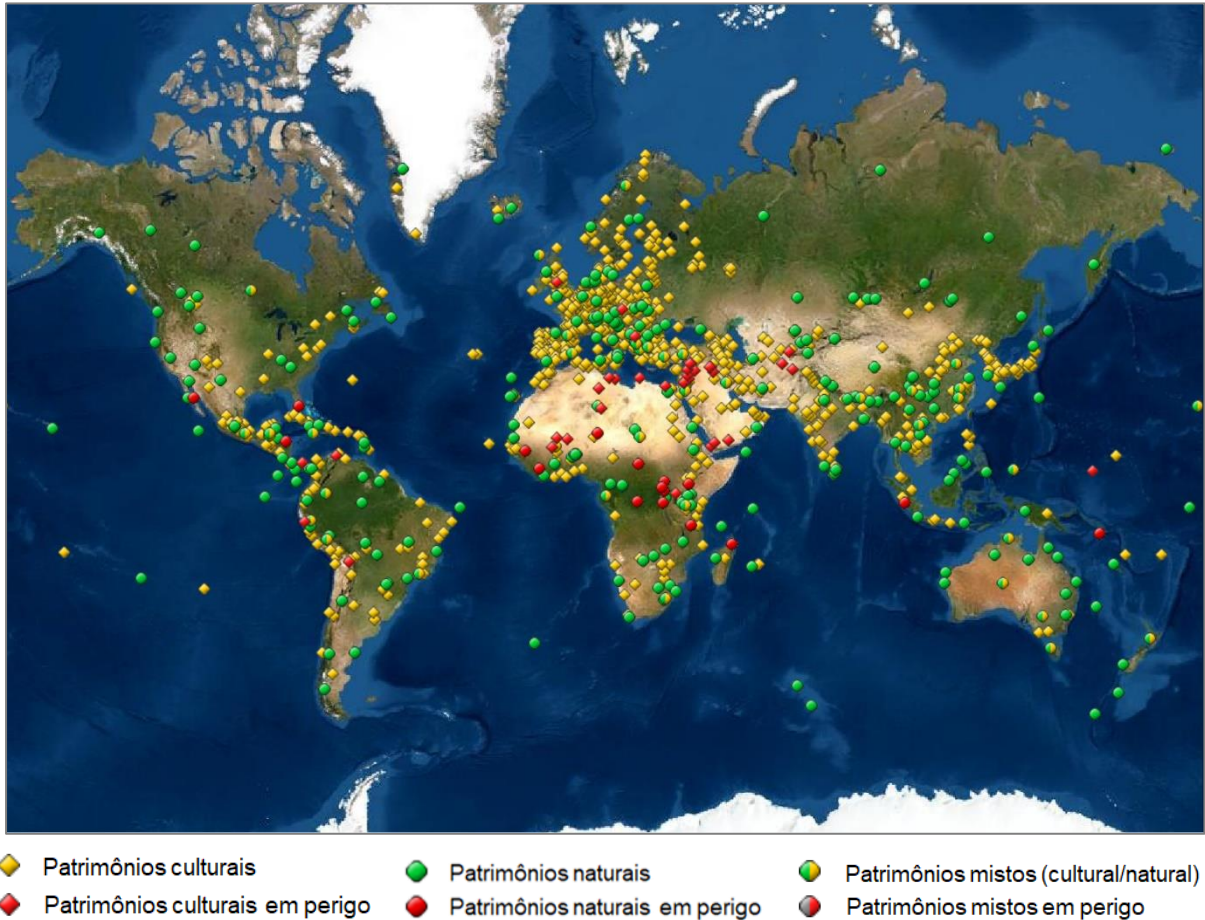 Patrimônios culturais
Patrimônios naturais
Patrimônios mistos (cultural/natural)
Patrimônios culturais em perigo
Patrimônios naturais em perigo
Patrimônios mistos em perigo